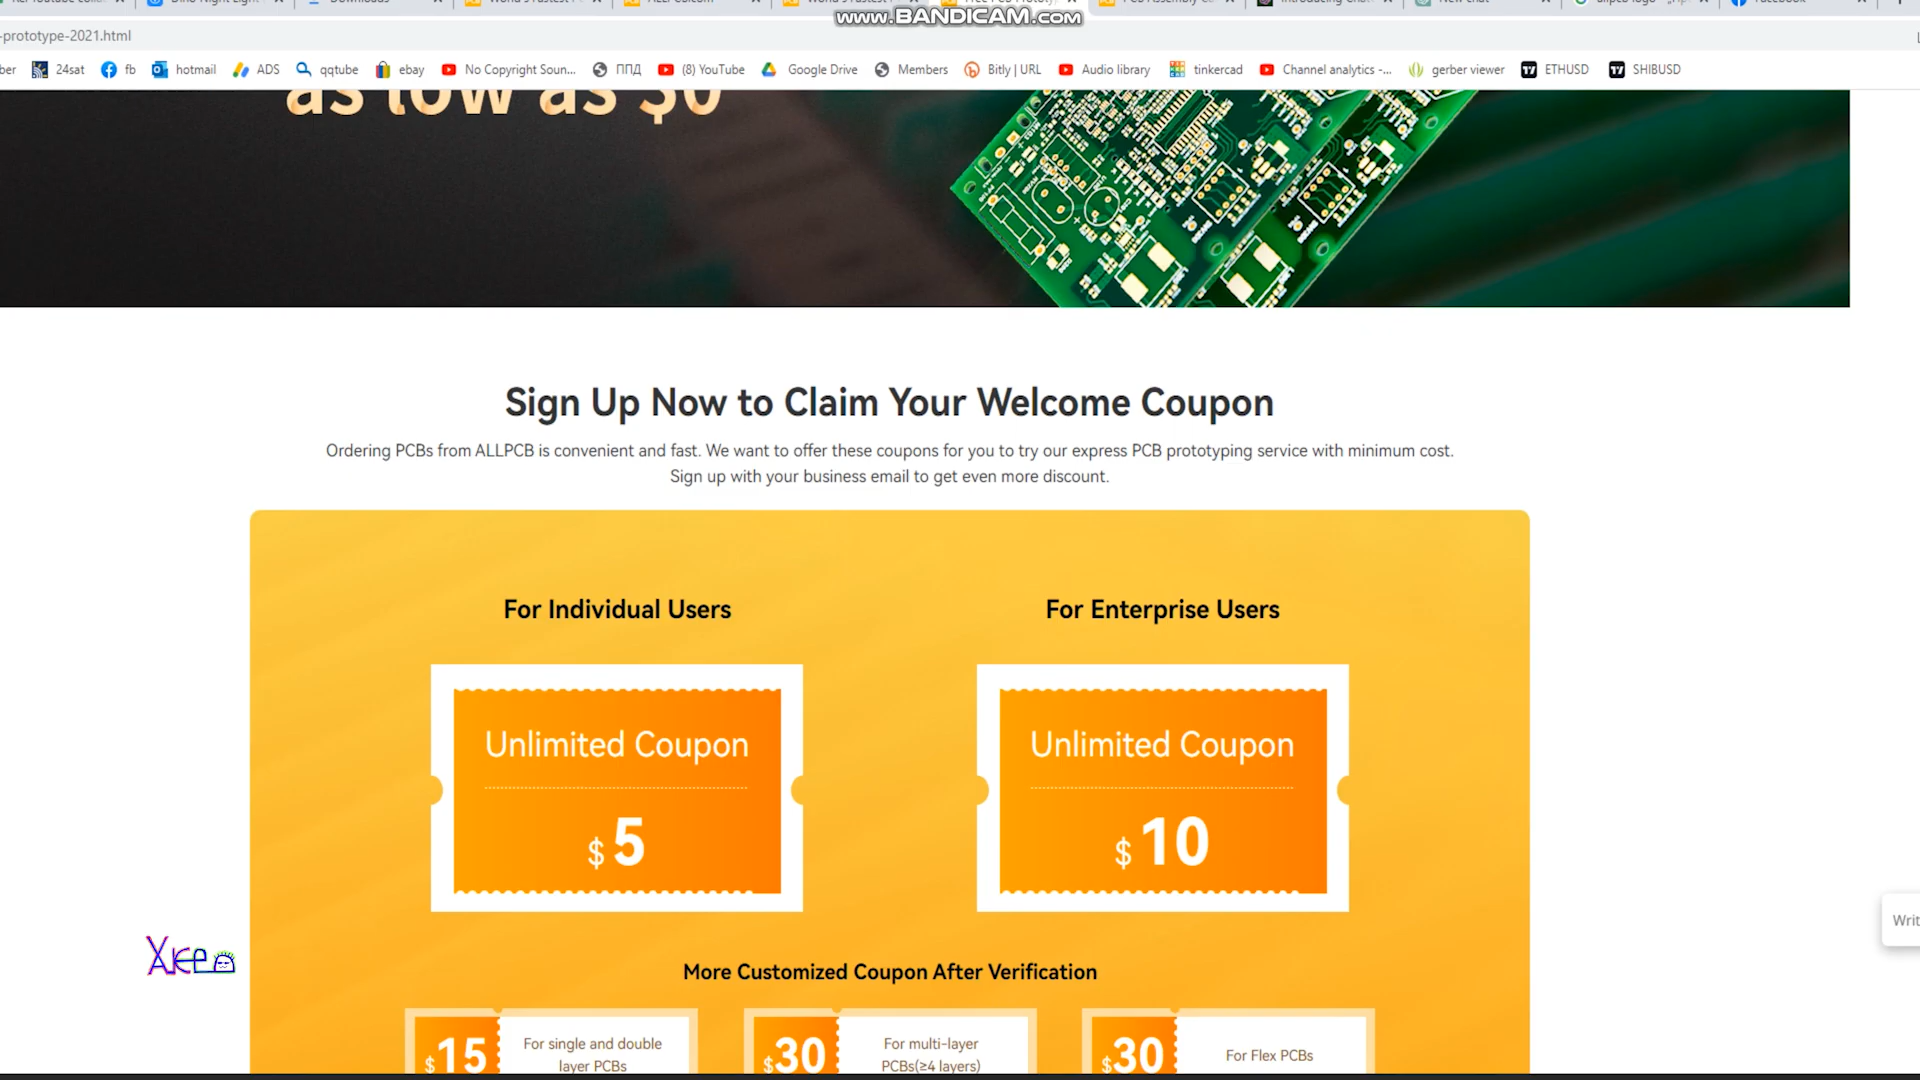 www.BANDICAM.com
-prototype-2021.html
ber 24sat fb hotmail ADS qqtube ebay No Copyright Soun... ППД (8) YouTube Google Drive Members Bitly | URL Audio library tinkercad Channel analytics -... gerber viewer ETHUSD SHIBUSD
as low as $0
Sign Up Now to Claim Your Welcome Coupon
Ordering PCBs from ALLPCB is convenient and fast. We want to offer these coupons for you to try our express PCB prototyping service with minimum cost.
Sign up with your business email to get even more discount.
For Individual Users
For Enterprise Users
Unlimited Coupon
$ 5
Unlimited Coupon
$ 10
Writ
More Customized Coupon After Verification
$15
For single and double
layer PCBs
$30
For multi-layer
PCBs(≥4 layers)
$30
For Flex PCBs